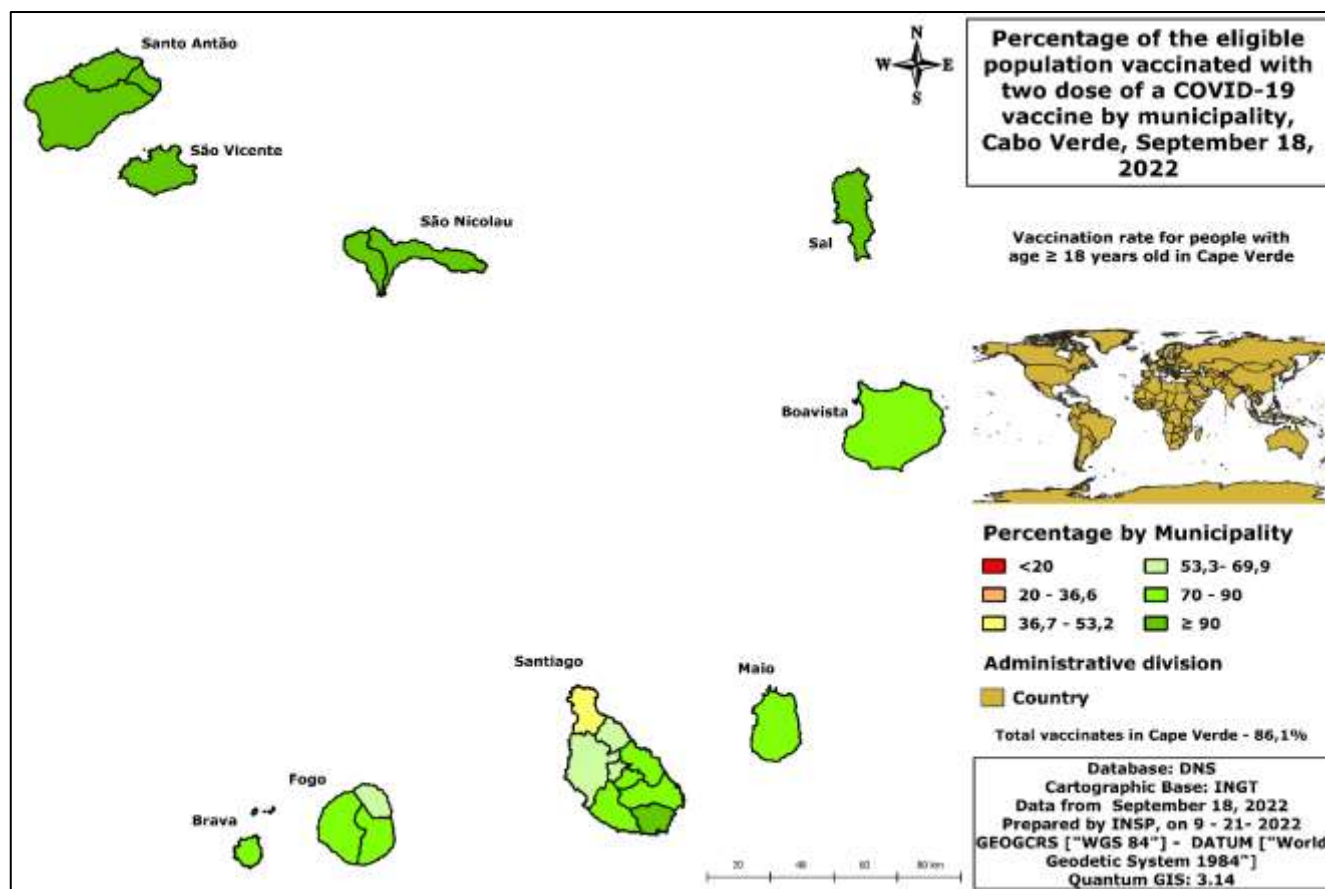 Santo Antão
São Vicente
São Nicolau
Sal
Boavista
Santiago
Maio
Fogo
Brava
N
W E
S
20 40 60 80 km
Percentage of the eligible
population vaccinated with
two dose of a COVID-19
vaccine by municipality,
Cabo Verde, September 18,
2022
Vaccination rate for people with
age ≥ 18 years old in Cape Verde
Percentage by Municipality
<20
20 - 36,6
36,7 - 53,2
53,3- 69,9
70 - 90
≥ 90
Administrative division
Country
Total vaccinates in Cape Verde - 86,1%
Database: DNS
Cartographic Base: INGT
Data from September 18, 2022
Prepared by INSP, on 9 - 21- 2022
GEOGCRS ["WGS 84"] - DATUM ["World
Geodetic System 1984"]
Quantum GIS: 3.14